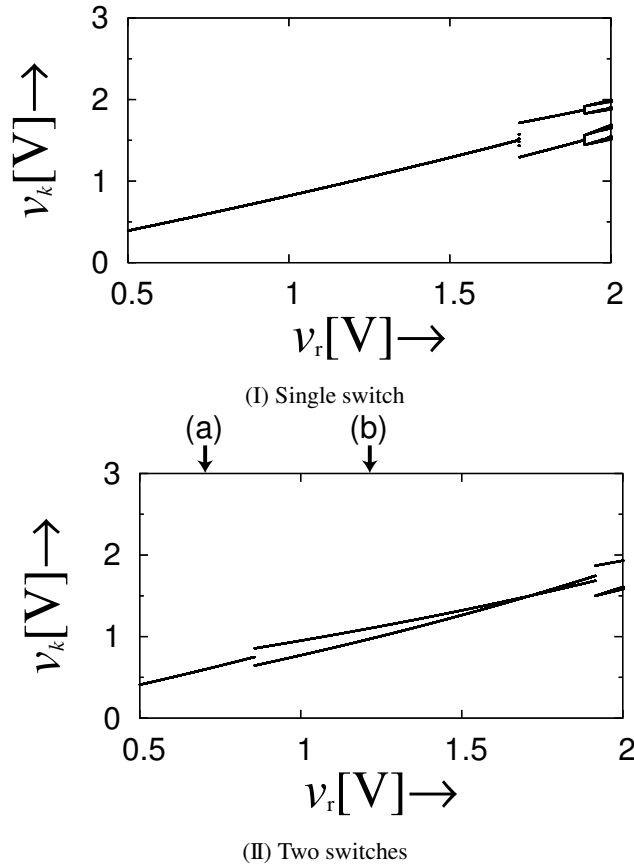 3
2
1
0
v_k[V]→
0.5 1 1.5 2
v_r[V]→
(I) Single switch
(a) (b)
3
2
1
0
v_k[V]→
0.5 1 1.5 2
v_r[V]→
(II) Two switches